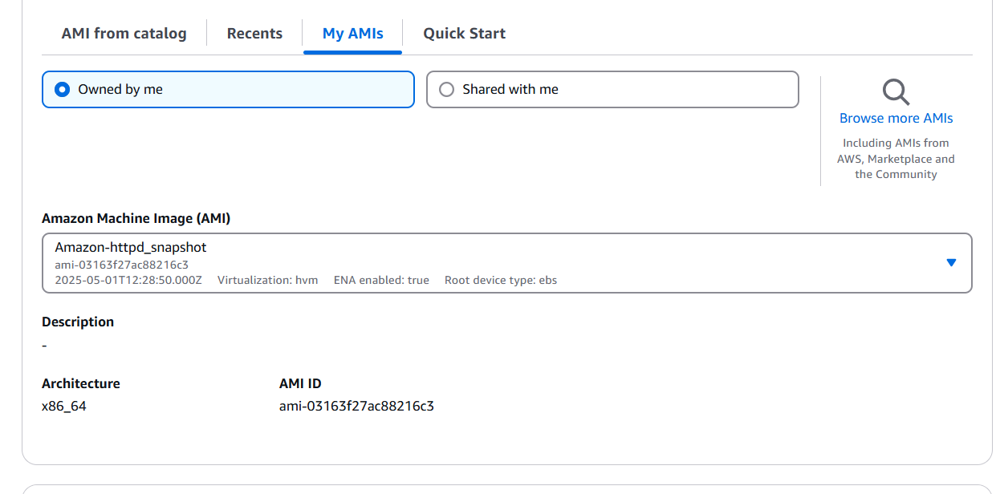 AMI from catalog
Recents
My AMIs
Quick Start
Owned by me
Shared with me
Browse more AMIs
Including AMIs from
AWS, Marketplace and
the Community
Amazon Machine Image (AMI)
Amazon-httpd_snapshot
ami-03163f27ac88216c3
2025-05-01T12:28:50.000Z Virtualization: hvm ENA enabled: true Root device type: ebs
Description
-
Architecture
AMI ID
x86_64
ami-03163f27ac88216c3